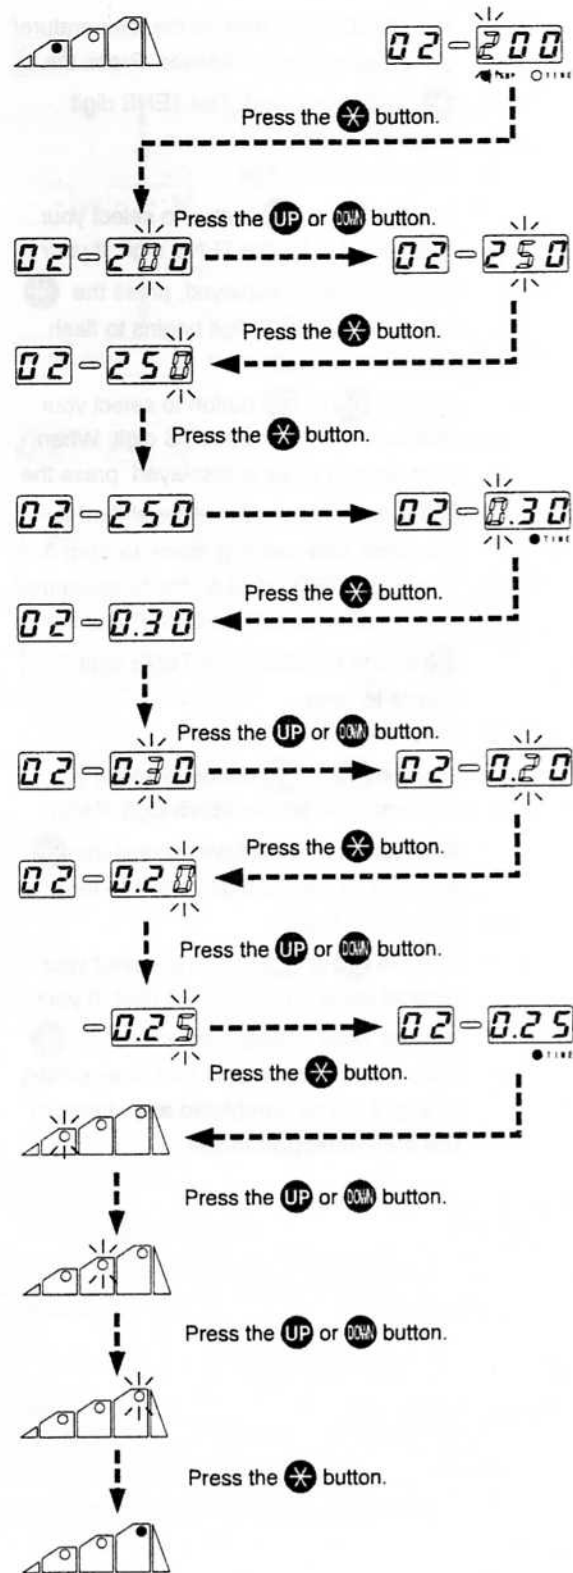 02-200
TIME
Press the ✳ button.
Press the UP or DOWN button.
02-200 02-250
Press the ✳ button.
02-250
Press the ✳ button.
02-250 02-0.30
TIME
Press the ✳ button.
02-0.30
Press the UP or DOWN button.
02-0.30 02-0.20
Press the ✳ button.
02-0.20
Press the UP or DOWN button.
-0.25 02-0.25
TIME
Press the ✳ button.
Press the UP or DOWN button.
Press the UP or DOWN button.
Press the ✳ button.